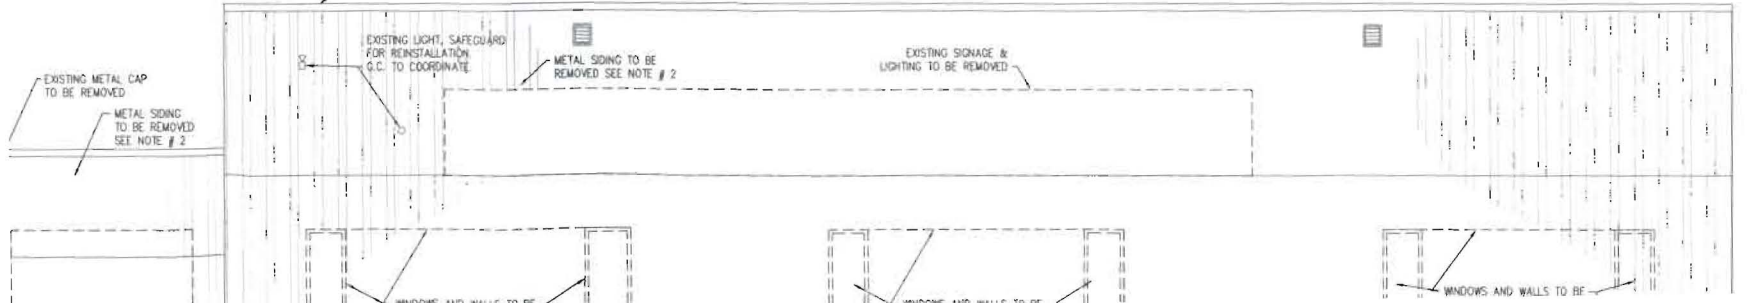 EXISTING LIGHT, SAFEGUARD
FOR REINSTALLATION
G.C. TO COORDINATE
METAL SIDING TO BE
REMOVED SEE NOTE # 2
EXISTING SIGNAGE &
LIGHTING TO BE REMOVED
EXISTING METAL CAP
TO BE REMOVED
METAL SIDING
TO BE REMOVED
SEE NOTE # 2
WINDOWS AND WALLS TO BE
WINDOWS AND WALLS TO BE
WINDOWS AND WALLS TO BE